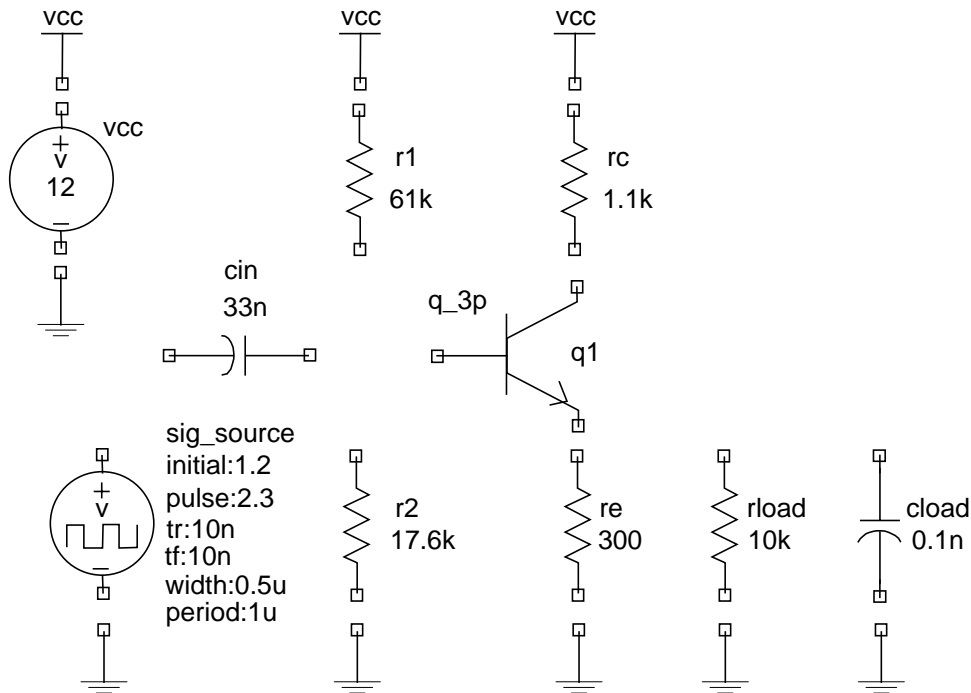 vcc
vcc
vcc
vcc
+
v
12
–
r1
61k
rc
1.1k
cin
33n
q_3p
q1
sig_source
initial:1.2
pulse:2.3
tr:10n
tf:10n
width:0.5u
period:1u
+
v
–
r2
17.6k
re
300
rload
10k
cload
0.1n